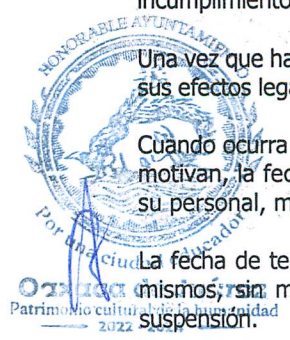 incumplimiento
Una vez que ha
sus efectos lega
Cuando ocurra
motivan, la fec
su personal, m
La fecha de te
mismos, sin m
suspensión.
HONORABLE AYUNTAMIENTO
Por una ciudad educadora
Oaxaca de Juárez
Patrimonio cultural de la humanidad
2022 - 2024